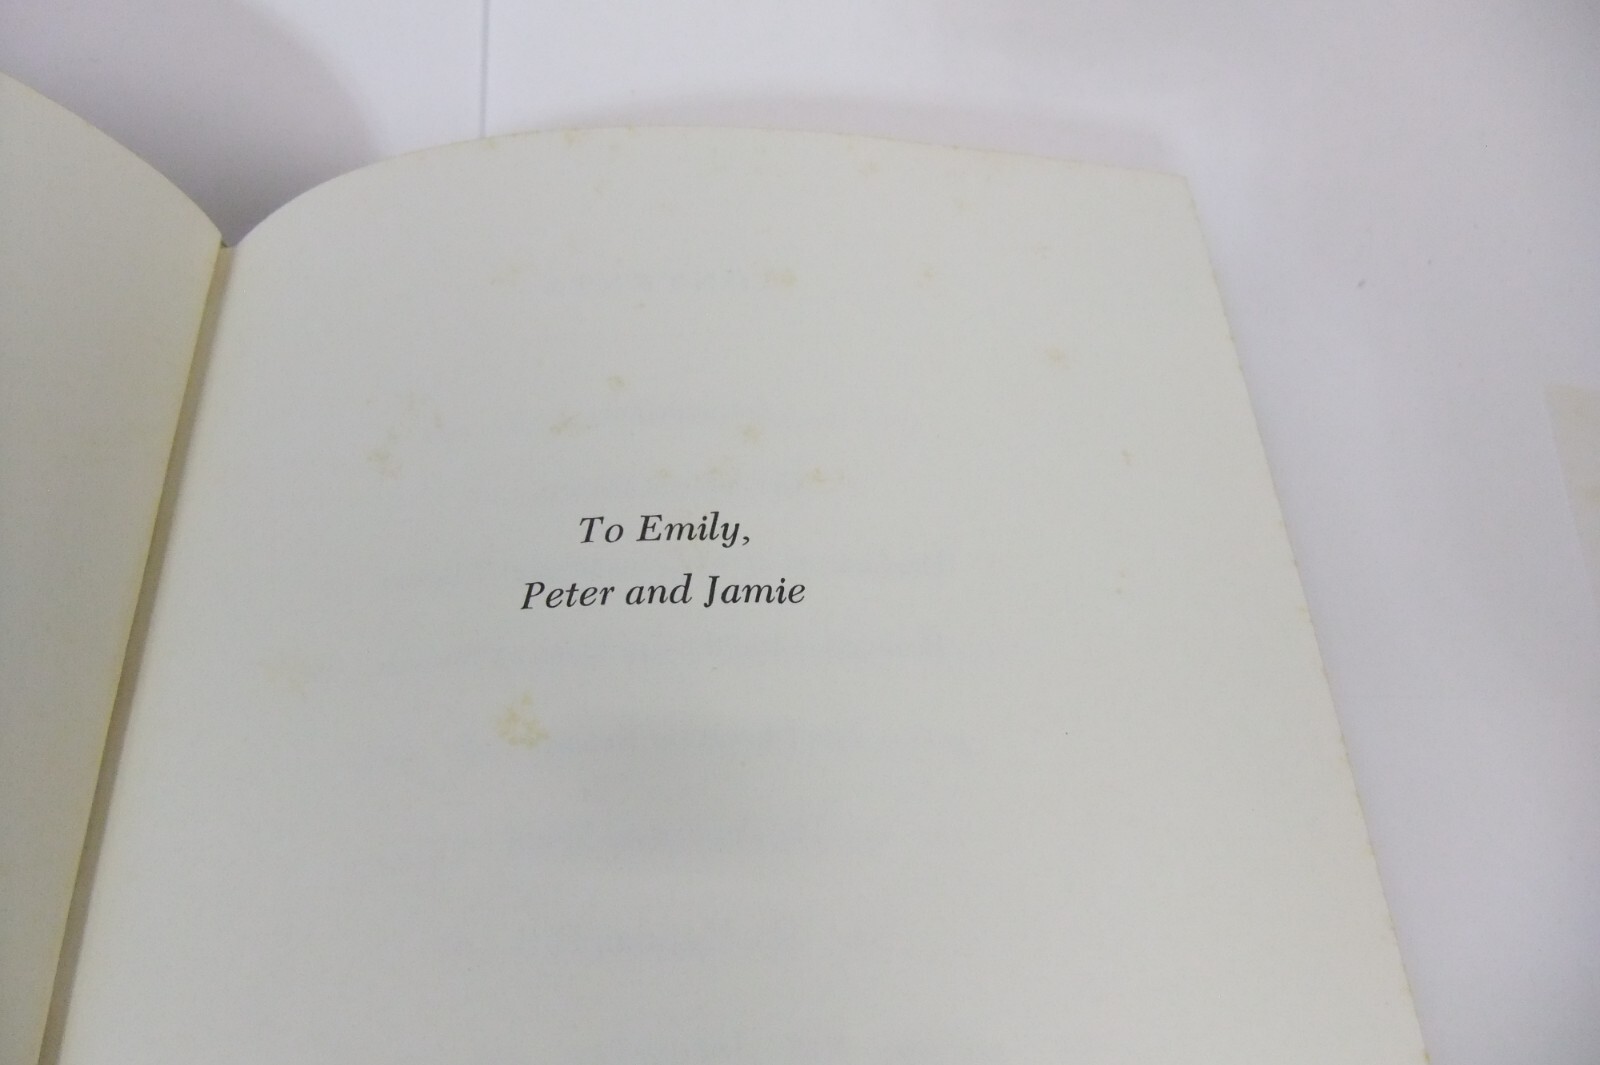 To Emily,
Peter and Jamie